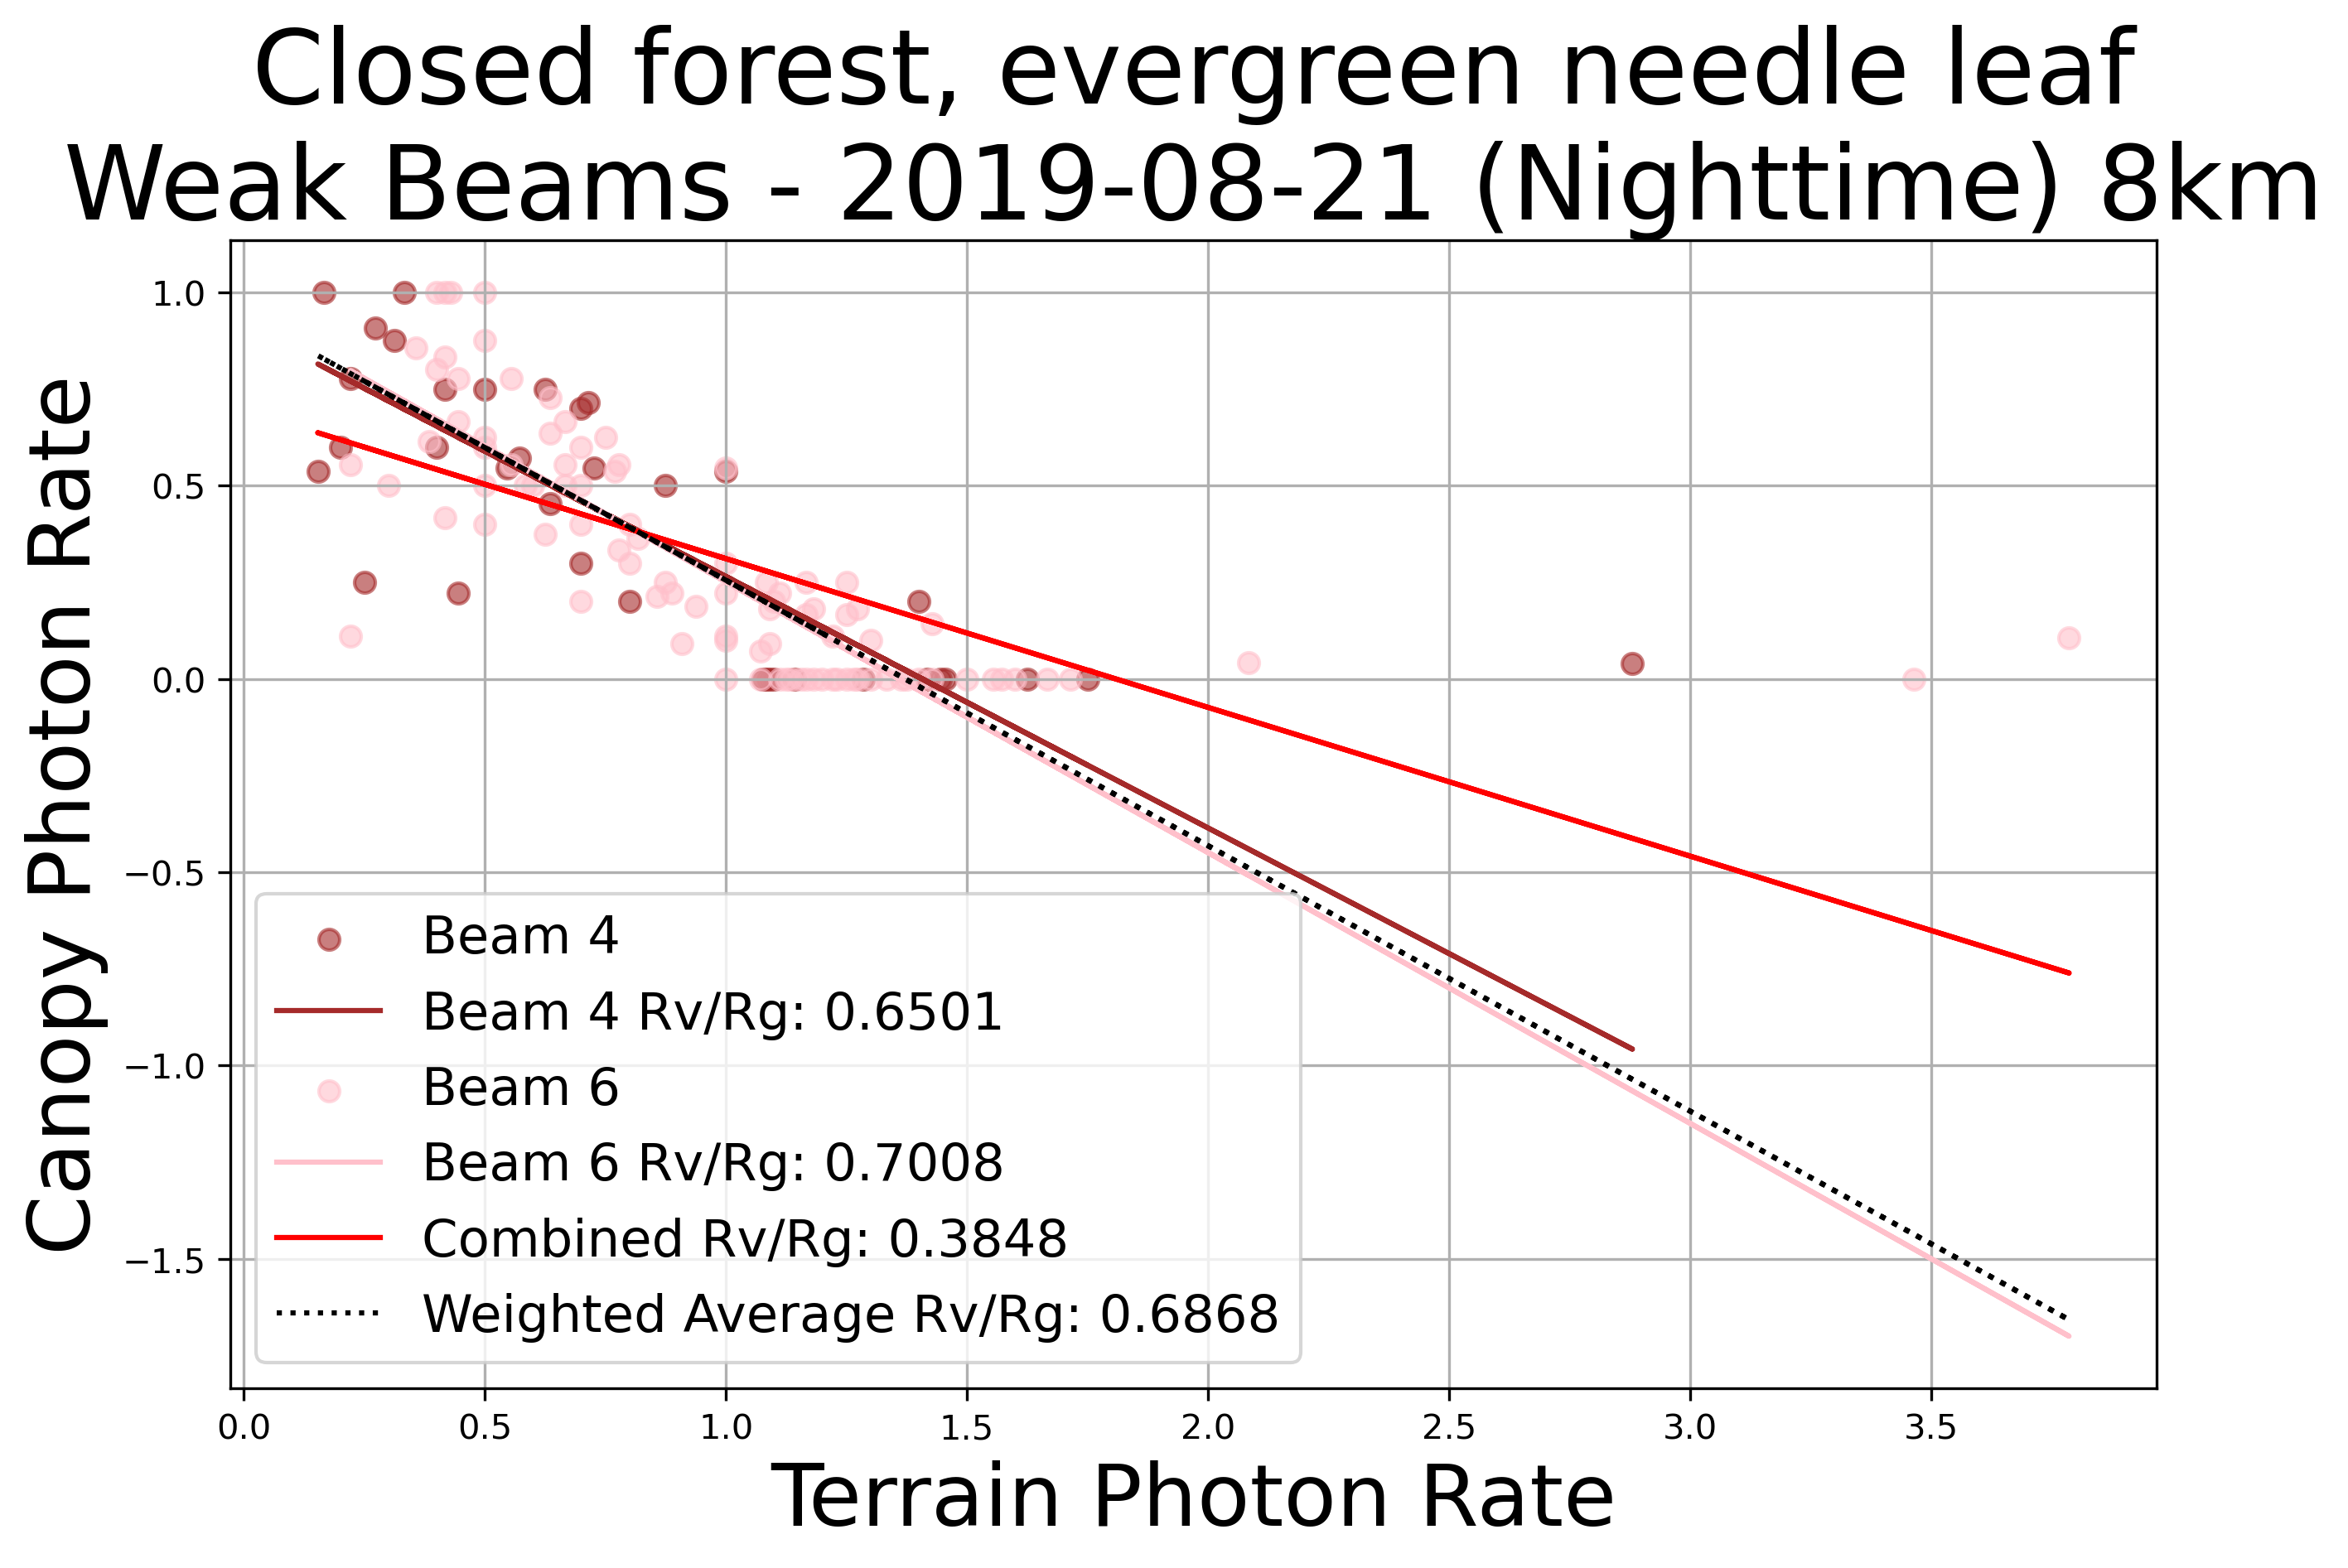 Closed forest, evergreen needle leaf
Weak Beams - 2019-08-21 (Nighttime) 8km
Canopy Photon Rate
1.0
0.5
0.0
−0.5
−1.0
−1.5
Beam 4
Beam 4 Rv/Rg: 0.6501
Beam 6
Beam 6 Rv/Rg: 0.7008
Combined Rv/Rg: 0.3848
Weighted Average Rv/Rg: 0.6868
0.0 0.5 1.0 1.5 2.0 2.5 3.0 3.5
Terrain Photon Rate